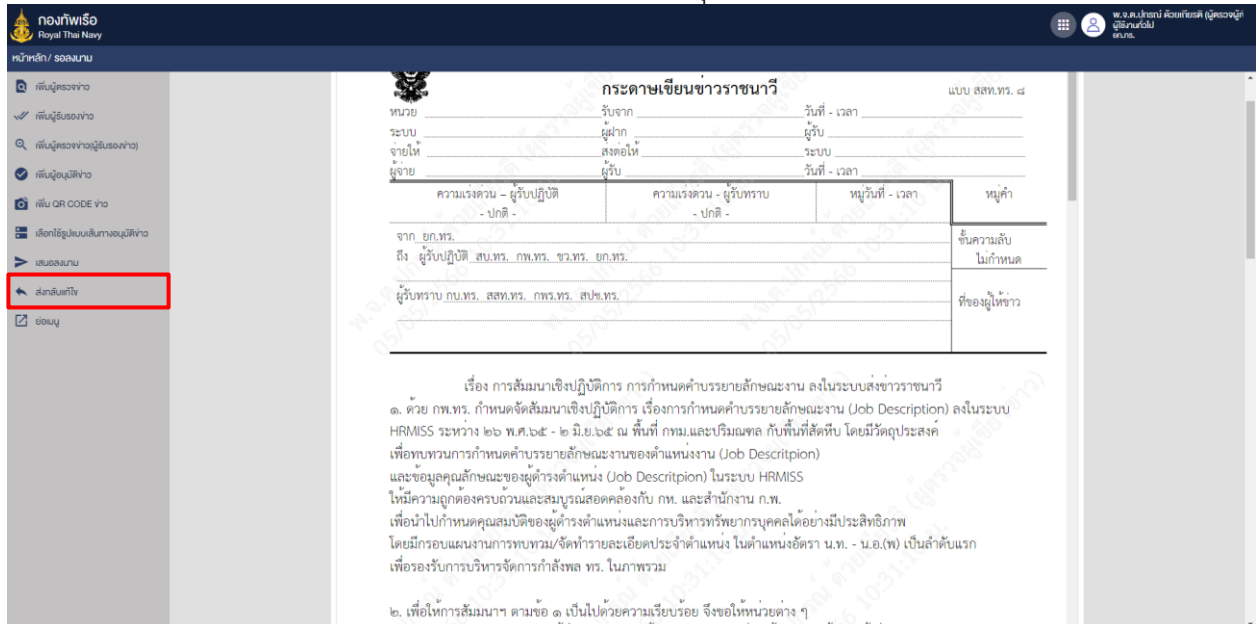 กองทัพเรือ
Royal Thai Navy
พ.จ.ต.ปกรณ์ ด้วยเกียรติ (ผู้ตรวจผู้เ
ผู้ใช้งานทั่วไป
ยก.ทร.
หน้าหลัก/ รอลงนาม
เพิ่มผู้ตรวจข่าว
เพิ่มผู้รับรองข่าว
เพิ่มผู้ตรวจข่าว(ผู้รับรองข่าว)
เพิ่มผู้อนุมัติข่าว
เพิ่ม QR CODE ข่าว
เลือกใช้รูปแบบเส้นทางอนุมัติข่าว
เสนอลงนาม
ส่งกลับแก้ไข
ย่อเมนู
กระดาษเขียนข่าวราชนาวี
แบบ สสท.ทร. ๘
หน่วย รับจาก วันที่ - เวลา
ระบบ ผู้ฝาก ผู้รับ
จ่ายให้ ส่งต่อให้ ระบบ
ผู้จ่าย ผู้รับ วันที่ - เวลา
ความเร่งด่วน – ผู้รับปฏิบัติ ความเร่งด่วน - ผู้รับทราบ หมู่วันที่ - เวลา หมู่คำ
- ปกติ - - ปกติ -
จาก ยก.ทร.
ชั้นความลับ
ถึง ผู้รับปฏิบัติ สบ.ทร. กพ.ทร. ขว.ทร. ยก.ทร.
ไม่กำหนด
ผู้รับทราบ กบ.ทร. สสท.ทร. กพร.ทร. สปช.ทร.
ที่ของผู้ให้ข่าว
เรื่อง การสัมมนาเชิงปฏิบัติการ การกำหนดคำบรรยายลักษณะงาน ลงในระบบส่งข่าวราชนาวี
๑. ด้วย กพ.ทร. กำหนดจัดสัมมนาเชิงปฏิบัติการ เรื่องการกำหนดคำบรรยายลักษณะงาน (Job Description) ลงในระบบ
HRMISS ระหว่าง ๒๖ พ.ศ.๖๕ - ๒ มิ.ย.๖๕ ณ พื้นที่ กทม.และปริมณฑล กับพื้นที่สัตหีบ โดยมีวัตถุประสงค์
เพื่อทบทวนการกำหนดคำบรรยายลักษณะงานของตำแหน่งงาน (Job Descritpion)
และข้อมูลคุณลักษณะของผู้ดำรงตำแหน่ง (Job Descritpion) ในระบบ HRMISS
ให้มีความถูกต้องครบถ้วนและสมบูรณ์สอดคล้องกับ กห. และสำนักงาน ก.พ.
เพื่อนำไปกำหนดคุณสมบัติของผู้ดำรงตำแหน่งและการบริหารทรัพยากรบุคคลได้อย่างมีประสิทธิภาพ
โดยมีกรอบแผนงานการทบทวม/จัดทำรายละเอียดประจำตำแหน่ง ในตำแหน่งอัตรา น.ท. - น.อ.(พ) เป็นลำดับแรก
เพื่อรองรับการบริหารจัดการกำลังพล ทร. ในภาพรวม
๒. เพื่อให้การสัมมนาฯ ตามข้อ ๑ เป็นไปด้วยความเรียบร้อย จึงขอให้หน่วยต่าง ๆ